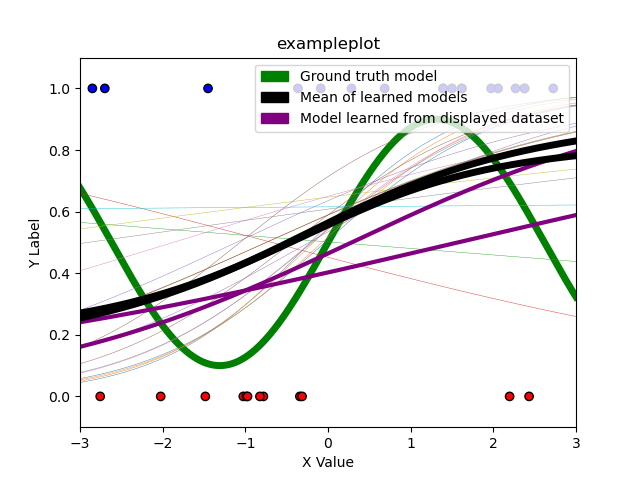 exampleplot
Ground truth model
Mean of learned models
Model learned from displayed dataset
1.0
0.8
0.6
0.4
0.2
0.0
Y Label
−3 −2 −1 0 1 2 3
X Value